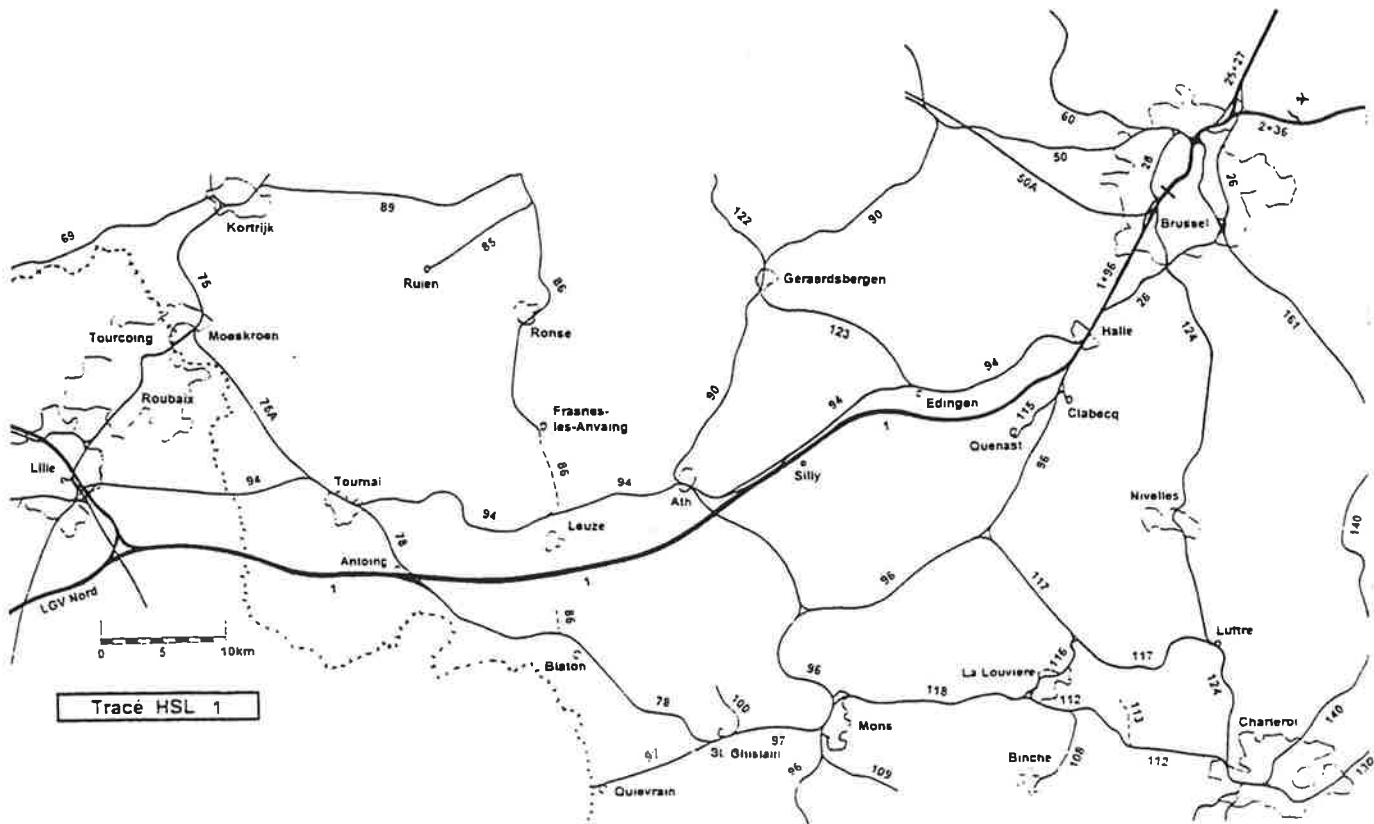 25+27
60
2+36
50
28
50A
26
Brussel
89
122
90
69
Kortrijk
85
Ruien
75
86
Geraardsbergen
1+96
26
124
161
Tourcoing
Moeskroen
Ronse
123
Halle
94
Roubaix
76A
90
94
Edingen
Clabecq
115
1
Quenast
Frasnes-
les-Anvaing
Lille
86
Silly
96
94
Tournai
94
Ath
Nivelles
94
Leuze
140
78
Antoing
1
1
96
117
LGV Nord
86
0 5 10km
Blaton
Luttre
96
116
117
La Louvière
Tracé HSL 1
78
100
118
112
124
113
Charleroi
140
Mons
97
St. Ghislain
Binche
108
112
130
97
96
109
Quievrain